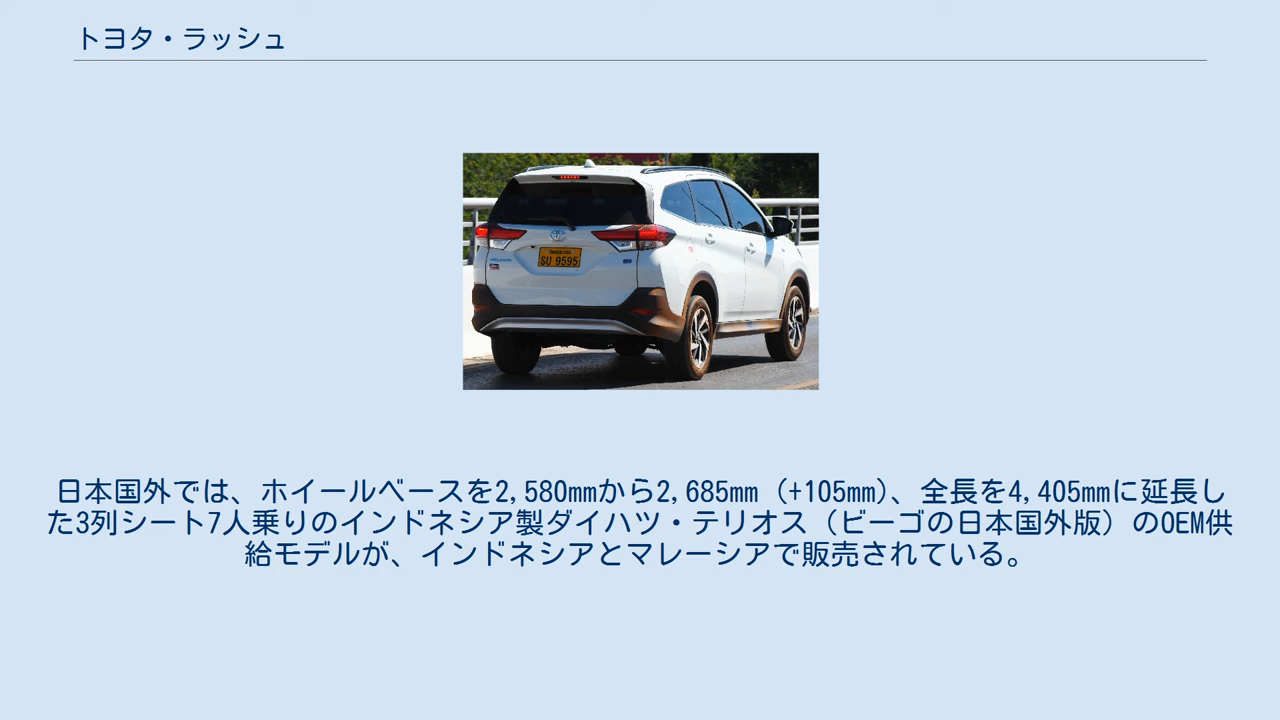 トヨタ・ラッシュ
SU 9595
日本国外では、ホイールベースを2,580mmから2,685mm（+105mm)、全長を4,405mmに延長し
た3列シート7人乗りのインドネシア製ダイハツ・テリオス（ビーゴの日本国外版）のOEM供
給モデルが、インドネシアとマレーシアで販売されている。